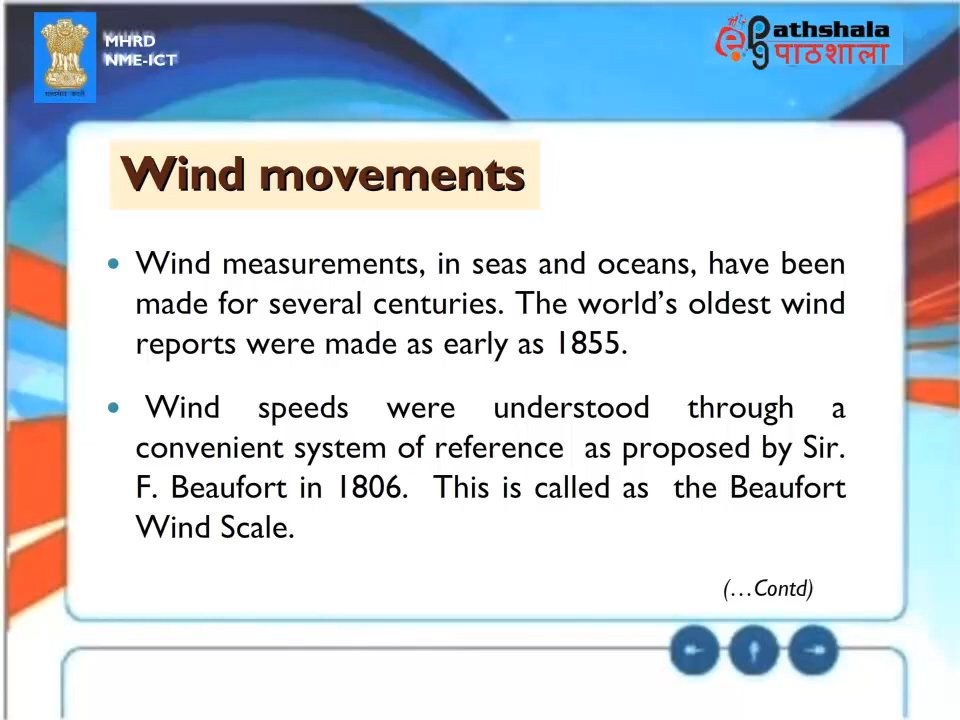 MHRD
NME-ICT
e Pathshala
पाठशाला
Wind movements
• Wind measurements, in seas and oceans, have been
made for several centuries. The world’s oldest wind
reports were made as early as 1855.
• Wind speeds were understood through a
convenient system of reference as proposed by Sir.
F. Beaufort in 1806. This is called as the Beaufort
Wind Scale.
(…Contd)